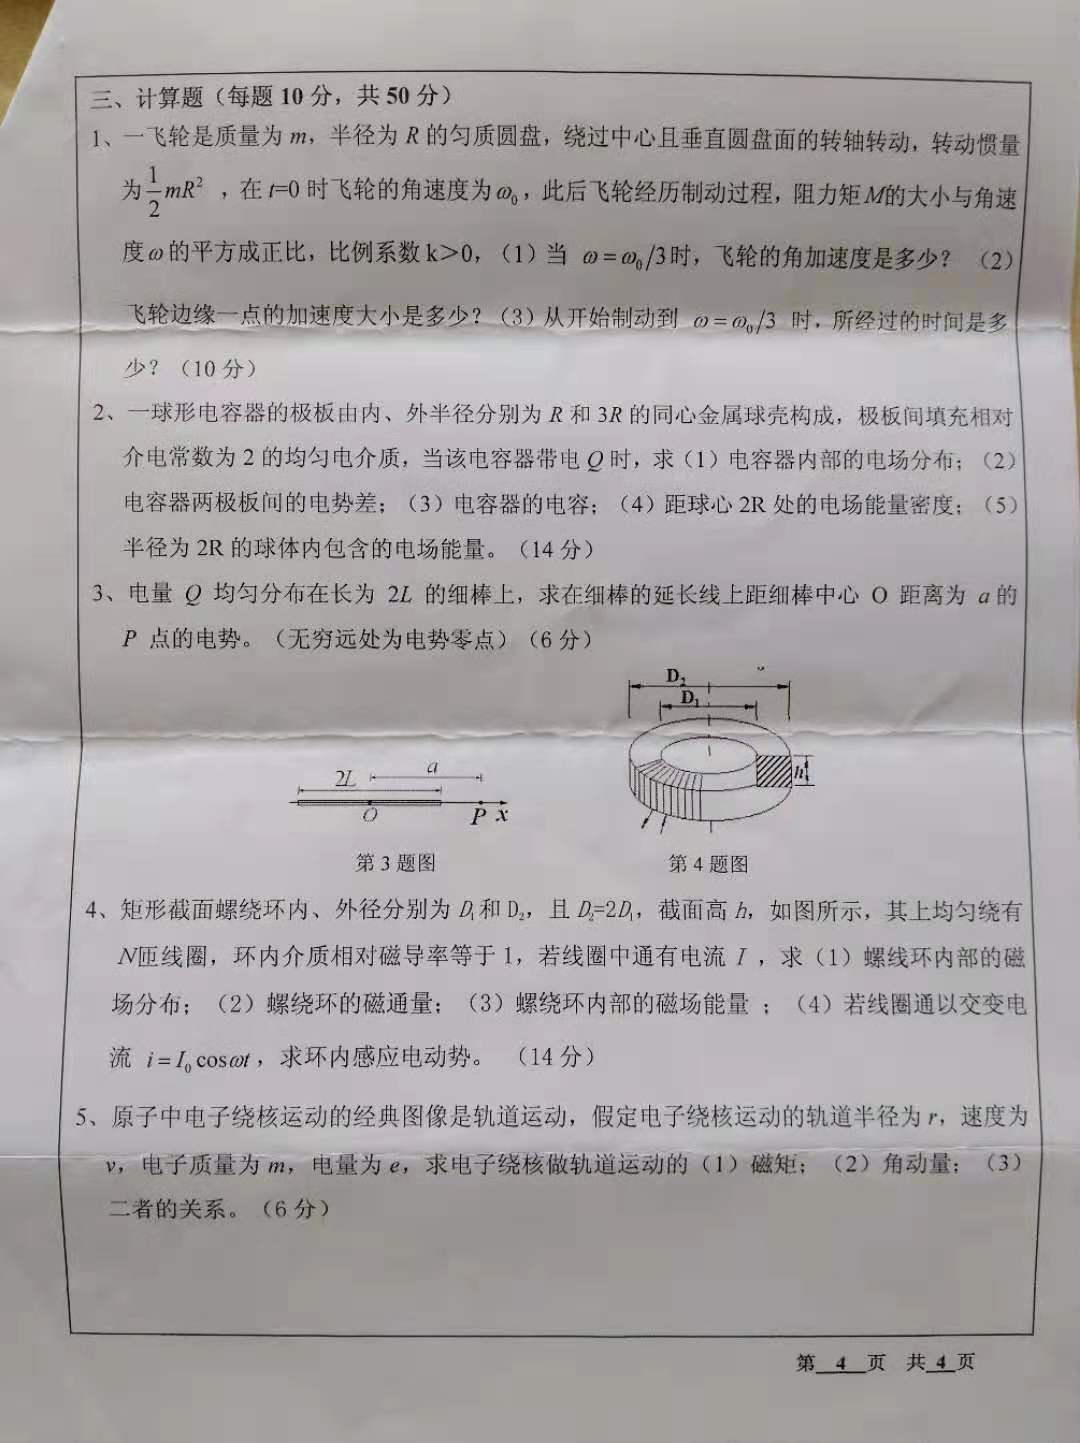 三、计算题（每题 10 分，共 50 分）
1、一飞轮是质量为 m，半径为 R 的匀质圆盘，绕过中心且垂直圆盘面的转轴转动，转动惯量
为 1/2 mR²，在 t=0 时飞轮的角速度为 ω₀，此后飞轮经历制动过程，阻力矩 M的大小与角速
度 ω 的平方成正比，比例系数 k＞0，（1）当 ω=ω₀/3时，飞轮的角加速度是多少？（2）
飞轮边缘一点的加速度大小是多少？（3）从开始制动到 ω=ω₀/3 时，所经过的时间是多
少？（10 分）
2、一球形电容器的极板由内、外半径分别为 R 和 3R 的同心金属球壳构成，极板间填充相对
介电常数为 2 的均匀电介质，当该电容器带电 Q 时，求（1）电容器内部的电场分布；（2）
电容器两极板间的电势差；（3）电容器的电容；（4）距球心 2R 处的电场能量密度；（5）
半径为 2R 的球体内包含的电场能量。（14 分）
3、电量 Q 均匀分布在长为 2L 的细棒上，求在细棒的延长线上距细棒中心 O 距离为 a 的
P 点的电势。（无穷远处为电势零点）（6 分）
D₂
D₁
h
2L
a
O
P x
第 3 题图
第 4 题图
4、矩形截面螺绕环内、外径分别为 D₁和 D₂，且 D₂=2D₁，截面高 h，如图所示，其上均匀绕有
N匝线圈，环内介质相对磁导率等于 1，若线圈中通有电流 I ，求（1）螺线环内部的磁
场分布；（2）螺绕环的磁通量；（3）螺绕环内部的磁场能量 ；（4）若线圈通以交变电
流 i=I₀cosωt，求环内感应电动势。（14 分）
5、原子中电子绕核运动的经典图像是轨道运动，假定电子绕核运动的轨道半径为 r，速度为
v，电子质量为 m，电量为 e，求电子绕核做轨道运动的（1）磁矩；（2）角动量；（3）
二者的关系。（6 分）
第 4 页 共 4 页